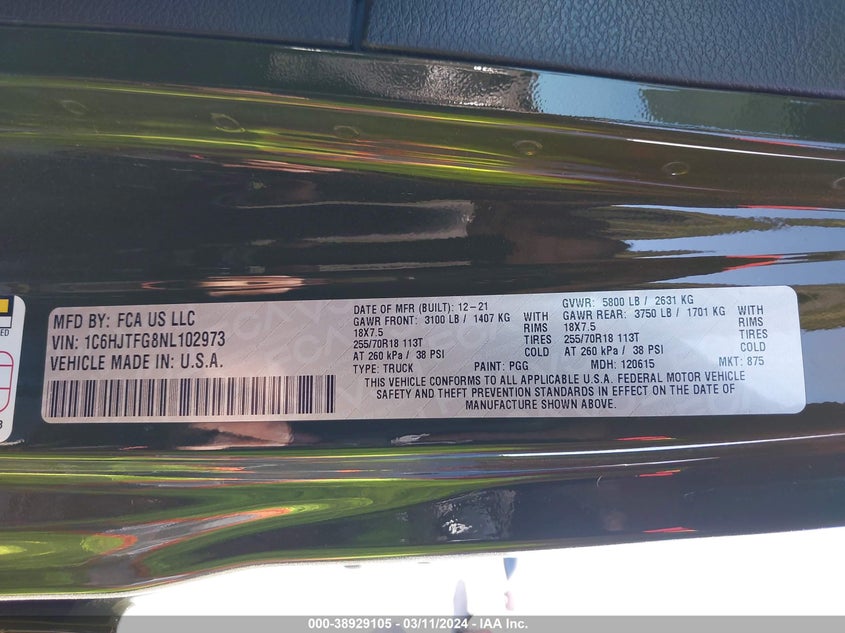 MFD BY: FCA US LLC
VIN: 1C6HJTFG8NL102973
VEHICLE MADE IN: U.S.A.
DATE OF MFR (BUILT): 12-21
GAWR FRONT: 3100 LB / 1407 KG WITH
18X7.5 RIMS
255/70R18 113T TIRES
AT 260 kPa / 38 PSI COLD
TYPE: TRUCK PAINT: PGG
GVWR: 5800 LB / 2631 KG
GAWR REAR: 3750 LB / 1701 KG WITH
18X7.5 RIMS
255/70R18 113T TIRES
AT 260 kPa / 38 PSI COLD
MDH: 120615 MKT: 875
THIS VEHICLE CONFORMS TO ALL APPLICABLE U.S.A. FEDERAL MOTOR VEHICLE
SAFETY AND THEFT PREVENTION STANDARDS IN EFFECT ON THE DATE OF
MANUFACTURE SHOWN ABOVE.
000-38929105 - 03/11/2024 - IAA Inc.